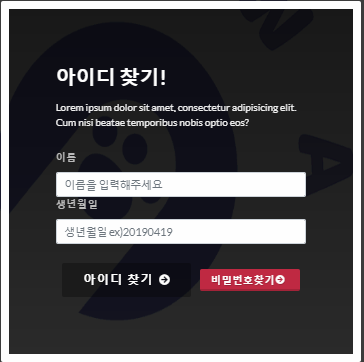 아이디 찾기!
Lorem ipsum dolor sit amet, consectetur adipisicing elit.
Cum nisi beatae temporibus nobis optio eos?
이름
이름을 입력해주세요
생년월일
생년월일 ex)20190419
아이디 찾기
비밀번호찾기
N
A